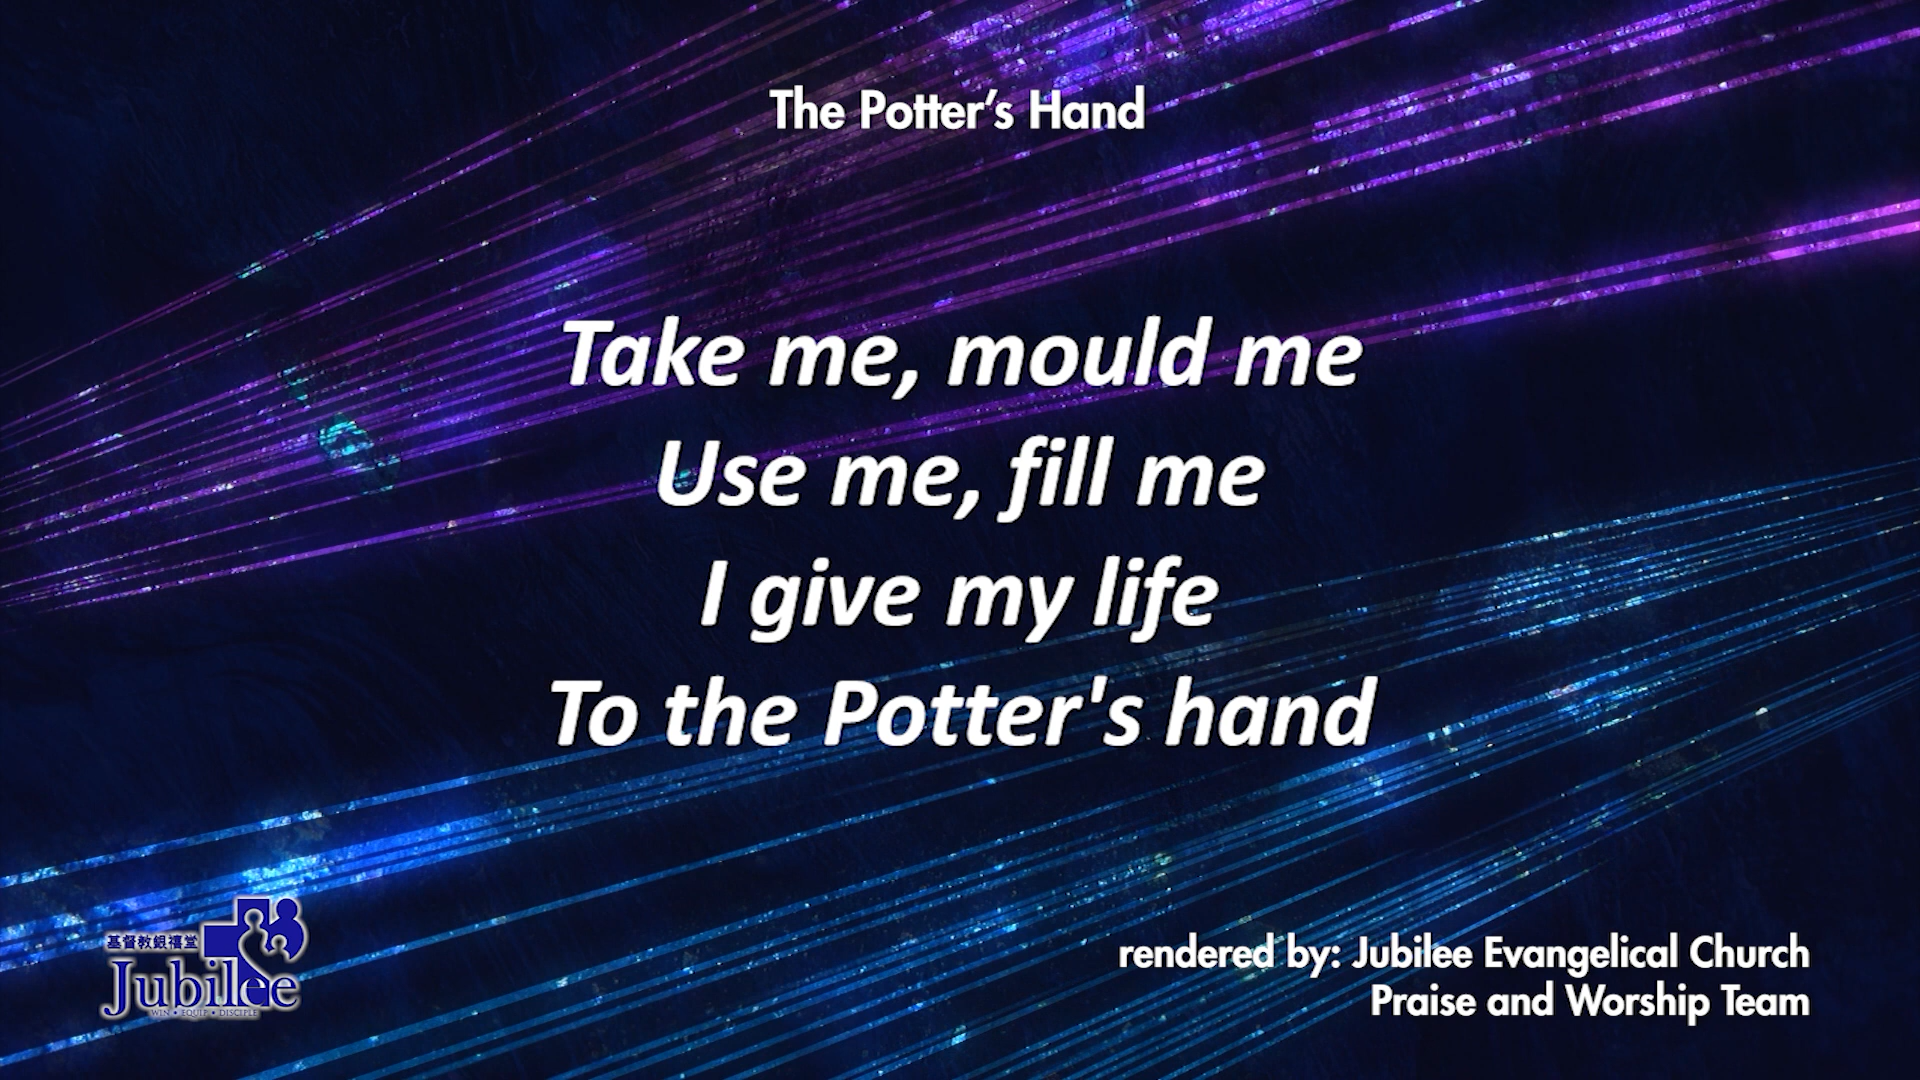 The Potter’s Hand
Take me, mould me
Use me, fill me
I give my life
To the Potter's hand
基督教銀禧堂
Jubilee
WIN • EQUIP • DISCIPLE
rendered by: Jubilee Evangelical Church
Praise and Worship Team